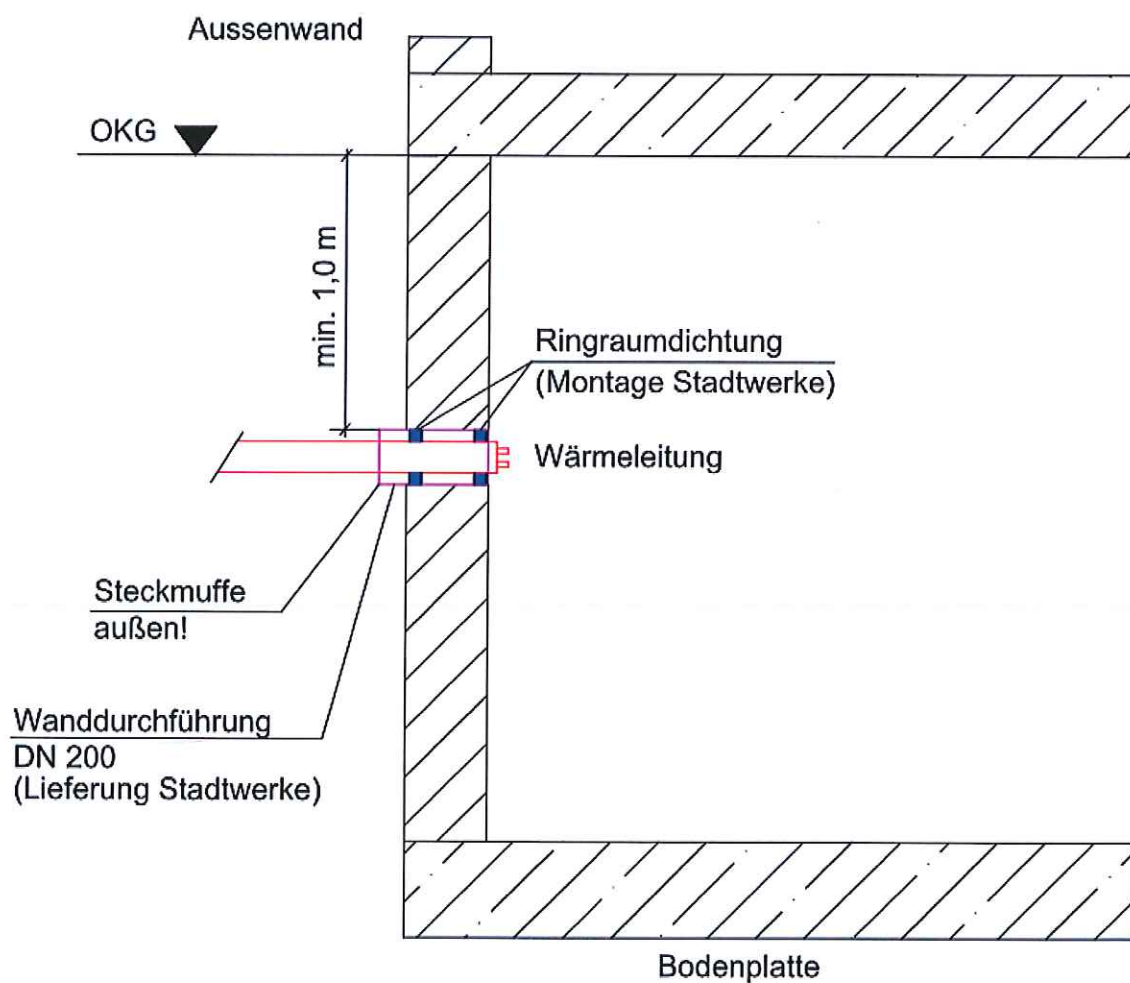 Aussenwand
OKG
min. 1,0 m
Ringraumdichtung
(Montage Stadtwerke)
Wärmeleitung
Steckmuffe
außen!
Wanddurchführung
DN 200
(Lieferung Stadtwerke)
Bodenplatte